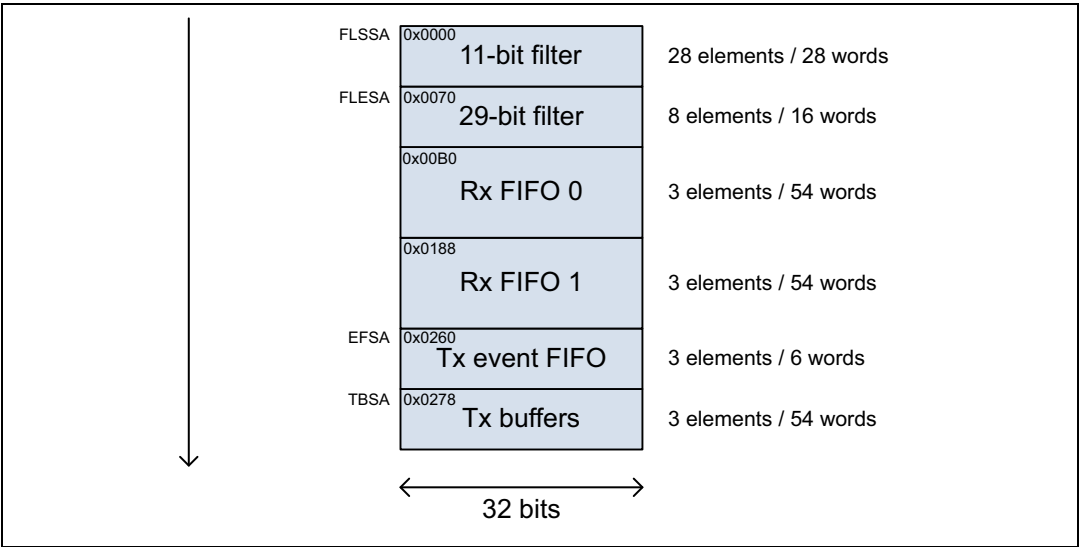 FLSSA 0x0000
11-bit filter 28 elements / 28 words
FLESA 0x0070
29-bit filter 8 elements / 16 words
0x00B0
Rx FIFO 0 3 elements / 54 words
0x0188
Rx FIFO 1 3 elements / 54 words
EFSA 0x0260
Tx event FIFO 3 elements / 6 words
TBSA 0x0278
Tx buffers 3 elements / 54 words
32 bits